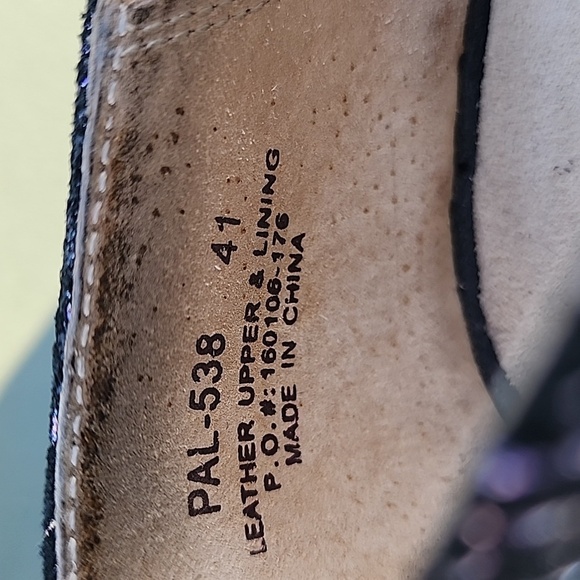 PAL-538 41
LEATHER UPPER & LINING
P.O.#:160106-176
MADE IN CHINA